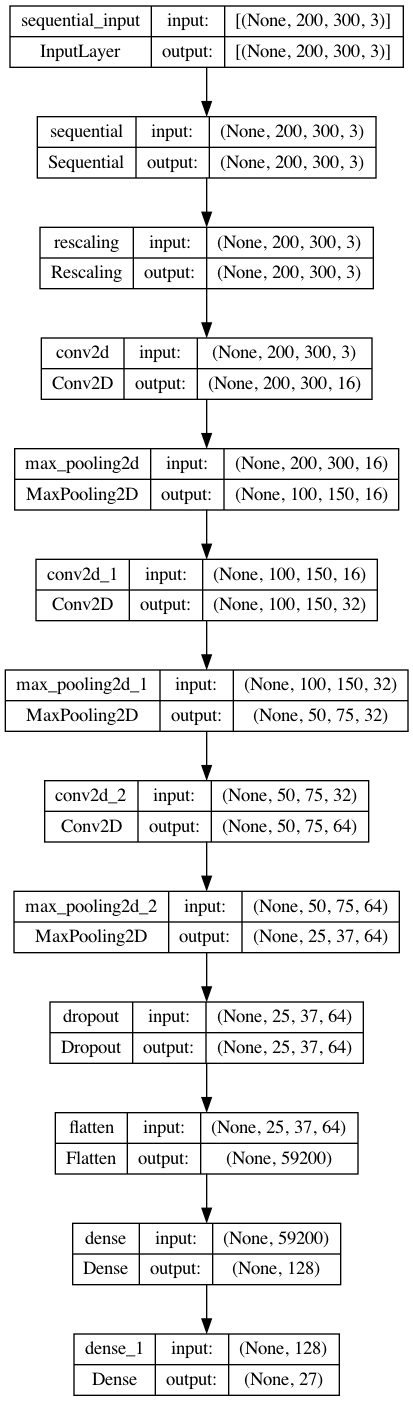 sequential_input input: [(None, 200, 300, 3)]
InputLayer output: [(None, 200, 300, 3)]
sequential input: (None, 200, 300, 3)
Sequential output: (None, 200, 300, 3)
rescaling input: (None, 200, 300, 3)
Rescaling output: (None, 200, 300, 3)
conv2d input: (None, 200, 300, 3)
Conv2D output: (None, 200, 300, 16)
max_pooling2d input: (None, 200, 300, 16)
MaxPooling2D output: (None, 100, 150, 16)
conv2d_1 input: (None, 100, 150, 16)
Conv2D output: (None, 100, 150, 32)
max_pooling2d_1 input: (None, 100, 150, 32)
MaxPooling2D output: (None, 50, 75, 32)
conv2d_2 input: (None, 50, 75, 32)
Conv2D output: (None, 50, 75, 64)
max_pooling2d_2 input: (None, 50, 75, 64)
MaxPooling2D output: (None, 25, 37, 64)
dropout input: (None, 25, 37, 64)
Dropout output: (None, 25, 37, 64)
flatten input: (None, 25, 37, 64)
Flatten output: (None, 59200)
dense input: (None, 59200)
Dense output: (None, 128)
dense_1 input: (None, 128)
Dense output: (None, 27)